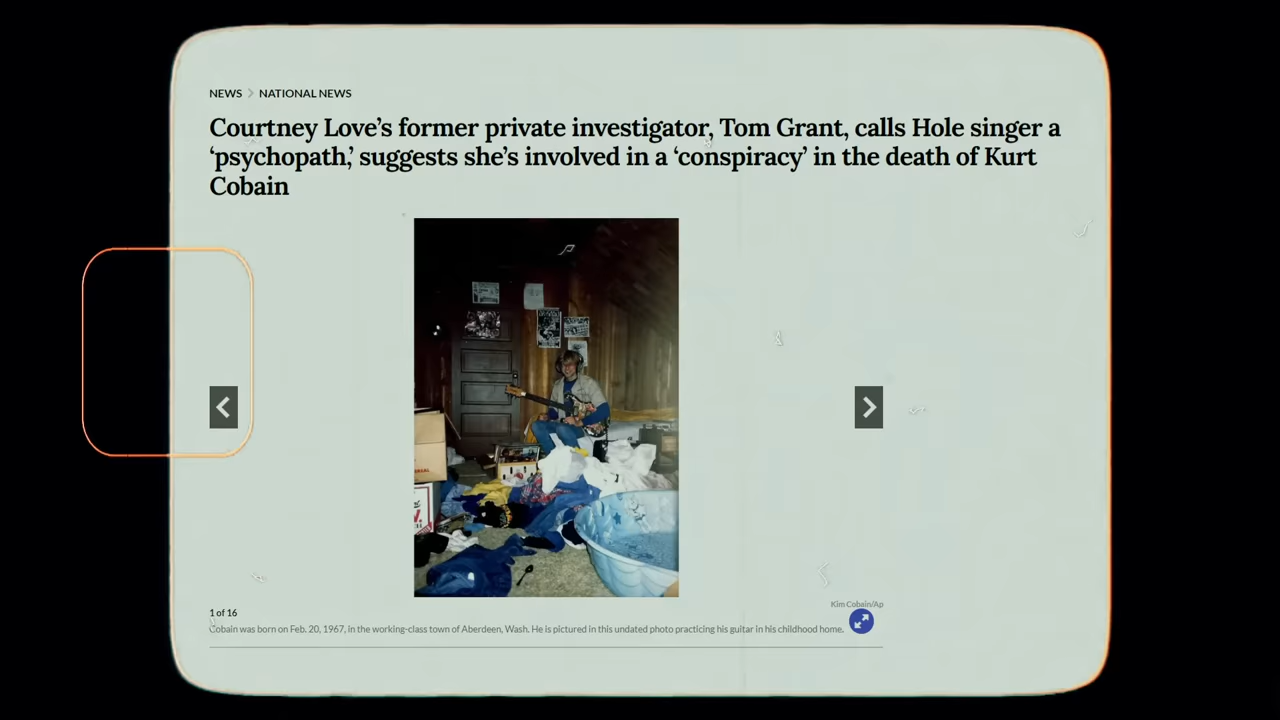 NEWS > NATIONAL NEWS
Courtney Love’s former private investigator, Tom Grant, calls Hole singer a
‘psychopath,’ suggests she’s involved in a ‘conspiracy’ in the death of Kurt
Cobain
Kim Cobain/Ap
1 of 16
Cobain was born on Feb. 20, 1967, in the working-class town of Aberdeen, Wash. He is pictured in this undated photo practicing his guitar in his childhood home.